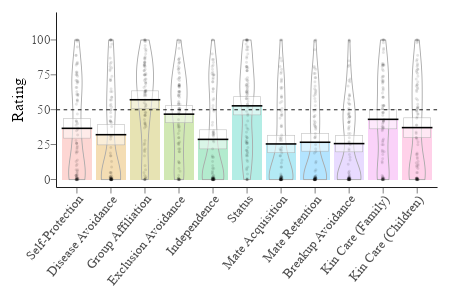 Rating
100
75
50
25
0
Self-Protection
Disease Avoidance
Group Affiliation
Exclusion Avoidance
Independence
Status
Mate Acquisition
Mate Retention
Breakup Avoidance
Kin Care (Family)
Kin Care (Children)